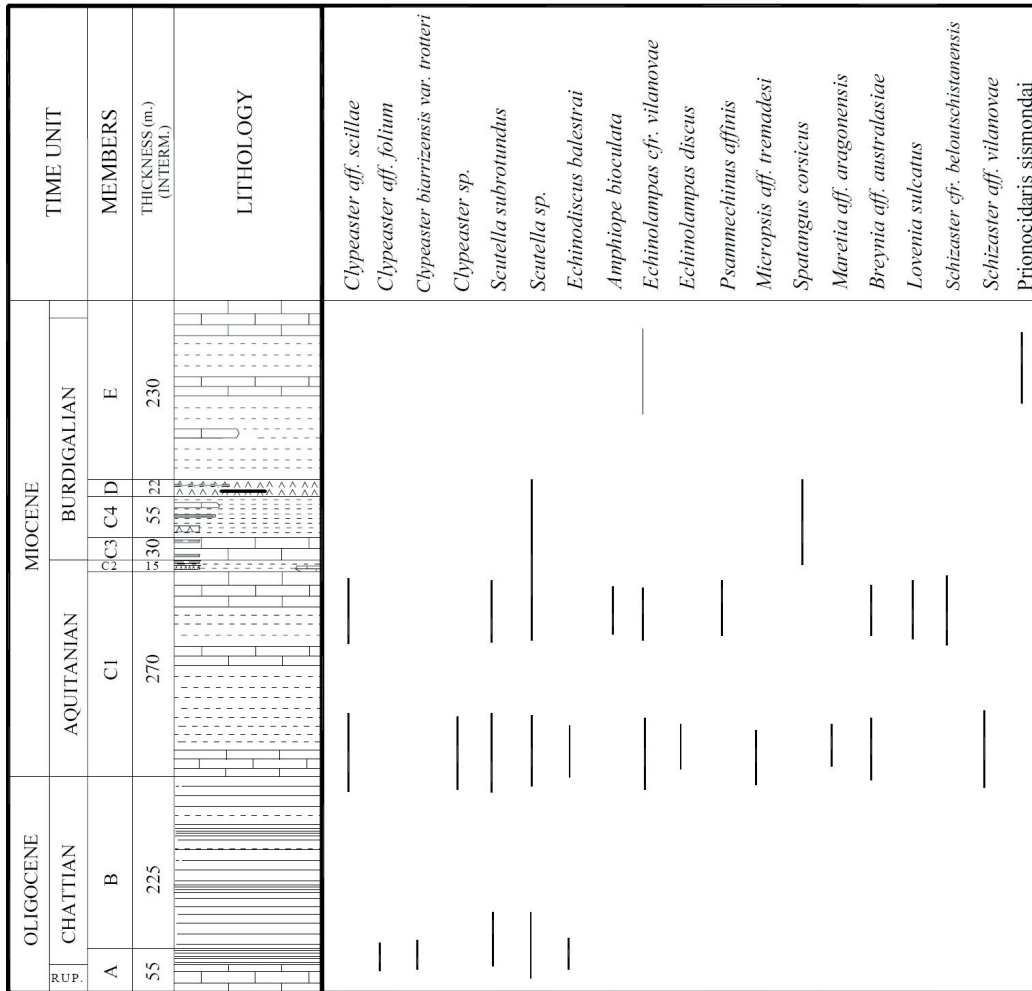 TIME UNIT
MEMBERS
THICKNESS (m.)
(INTERM.)
LITHOLOGY
Clypeaster aff. scillae
Clypeaster aff. folium
Clypeaster biarrizensis var. trotteri
Clypeaster sp.
Scutella subrotundus
Scutella sp.
Echinodiscus balestrai
Amphiope bioculata
Echinolampas cfr. vilanovae
Echinolampas discus
Psammechinus affinis
Micropsis aff. tremadesi
Spatangus corsicus
Maretia aff. aragonensis
Breynia aff. australasiae
Lovenia sulcatus
Schizaster cfr. beloutschistanensis
Schizaster aff. vilanovae
Prionocidaris sismondai
MIOCENE
BURDIGALIAN
E
230
D
22
C4
55
C3
30
C2
15
AQUITANIAN
C1
270
OLIGOCENE
CHATTIAN
B
225
RUP.
A
55